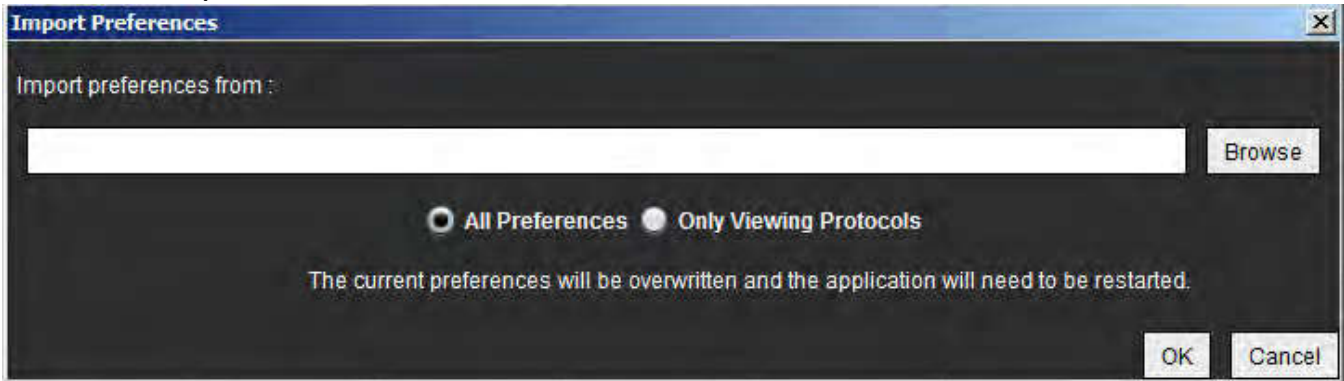 Import Preferences
Import preferences from :
Browse
All Preferences Only Viewing Protocols
The current preferences will be overwritten and the application will need to be restarted.
OK Cancel